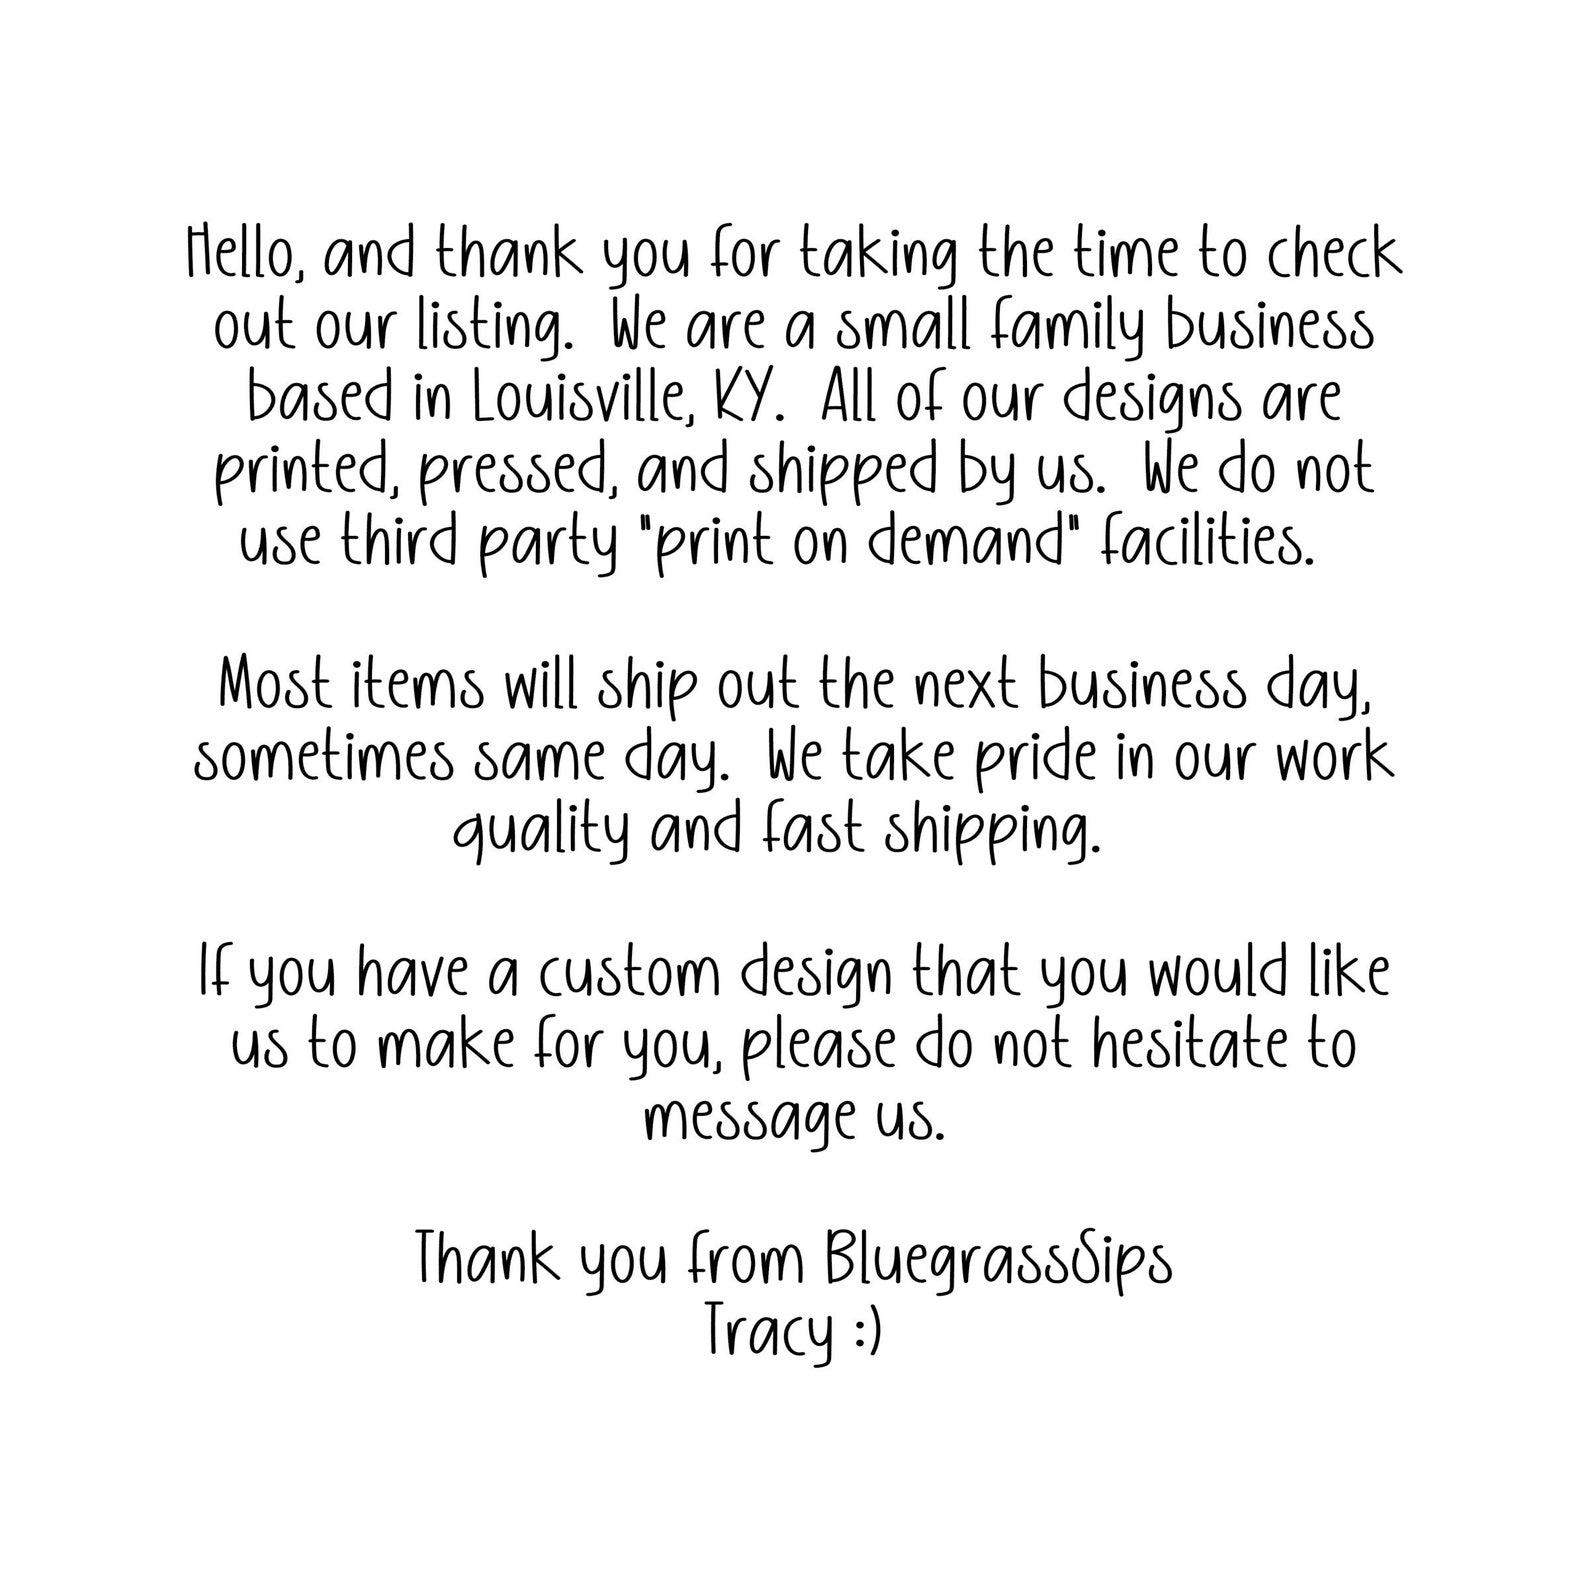 Hello, and thank you for taking the time to check
out our listing.  We are a small family business
based in Louisville, KY.  All of our designs are
printed, pressed, and shipped by us.  We do not
use third party "print on demand" facilities.
Most items will ship out the next business day,
sometimes same day.  We take pride in our work
quality and fast shipping.
If you have a custom design that you would like
us to make for you, please do not hesitate to
message us.
Thank you from BluegrassSips
Tracy :)